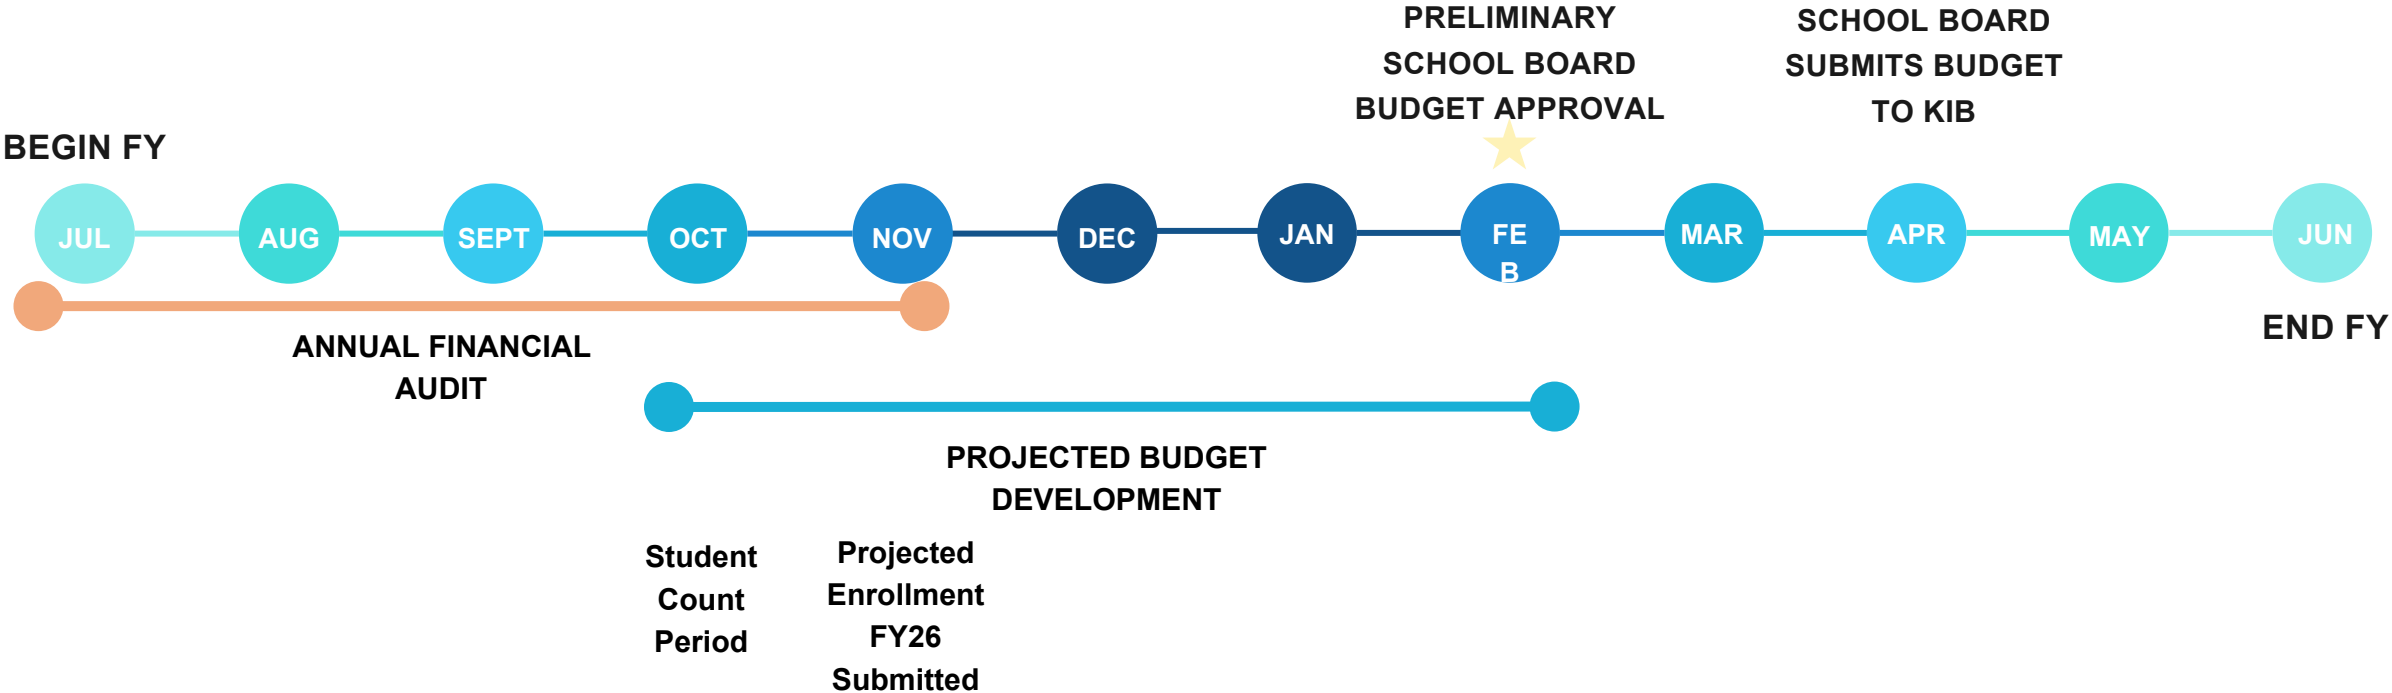 PRELIMINARY
SCHOOL BOARD
BUDGET APPROVAL
SCHOOL BOARD
SUBMITS BUDGET
TO KIB
BEGIN FY
JUL
AUG
SEPT
OCT
NOV
DEC
JAN
FE
B
MAR
APR
MAY
JUN
END FY
ANNUAL FINANCIAL
AUDIT
PROJECTED BUDGET
DEVELOPMENT
Student
Count
Period
Projected
Enrollment
FY26
Submitted